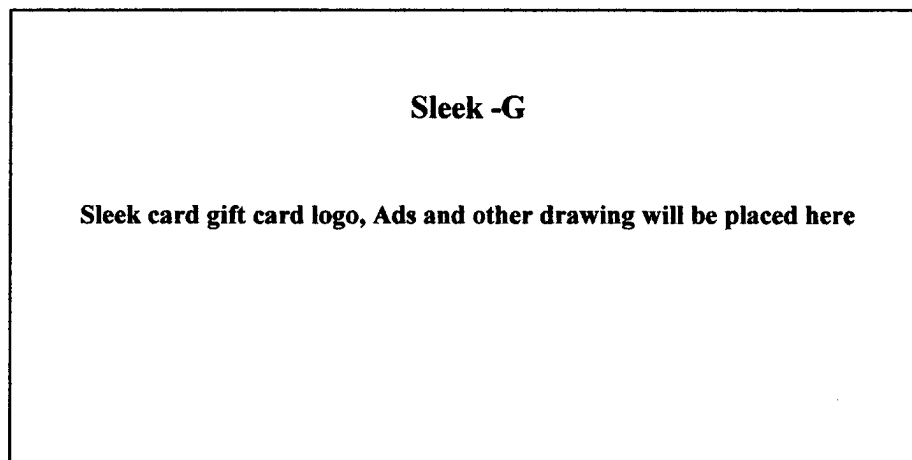 Sleek -G
Sleek card gift card logo, Ads and other drawing will be placed here